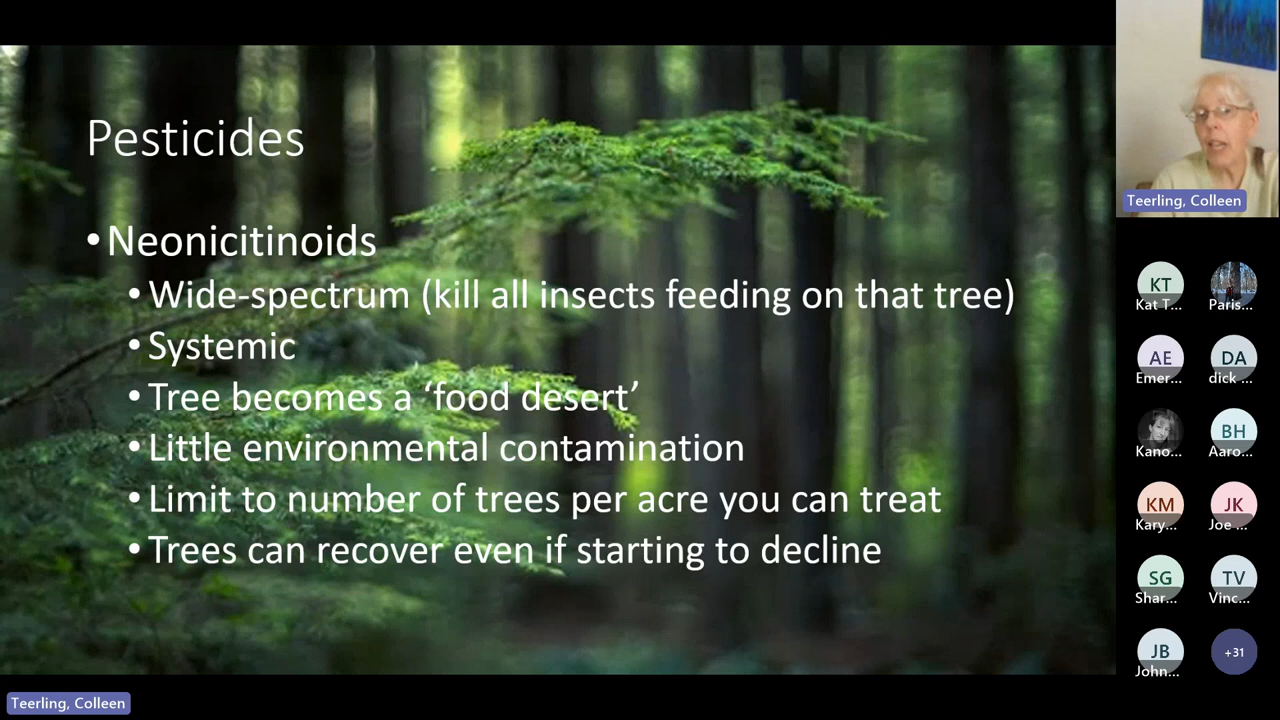 Pesticides
• Neonicitinoids
• Wide-spectrum (kill all insects feeding on that tree)
• Systemic
• Tree becomes a ‘food desert’
• Little environmental contamination
• Limit to number of trees per acre you can treat
• Trees can recover even if starting to decline
Teerling, Colleen
KT
Kat T...
Paris...
AE
Emer...
DA
dick ...
Kano...
BH
Aaro...
KM
Kary...
JK
Joe ...
SG
Shar...
TV
Vinc...
JB
John...
+31
Teerling, Colleen